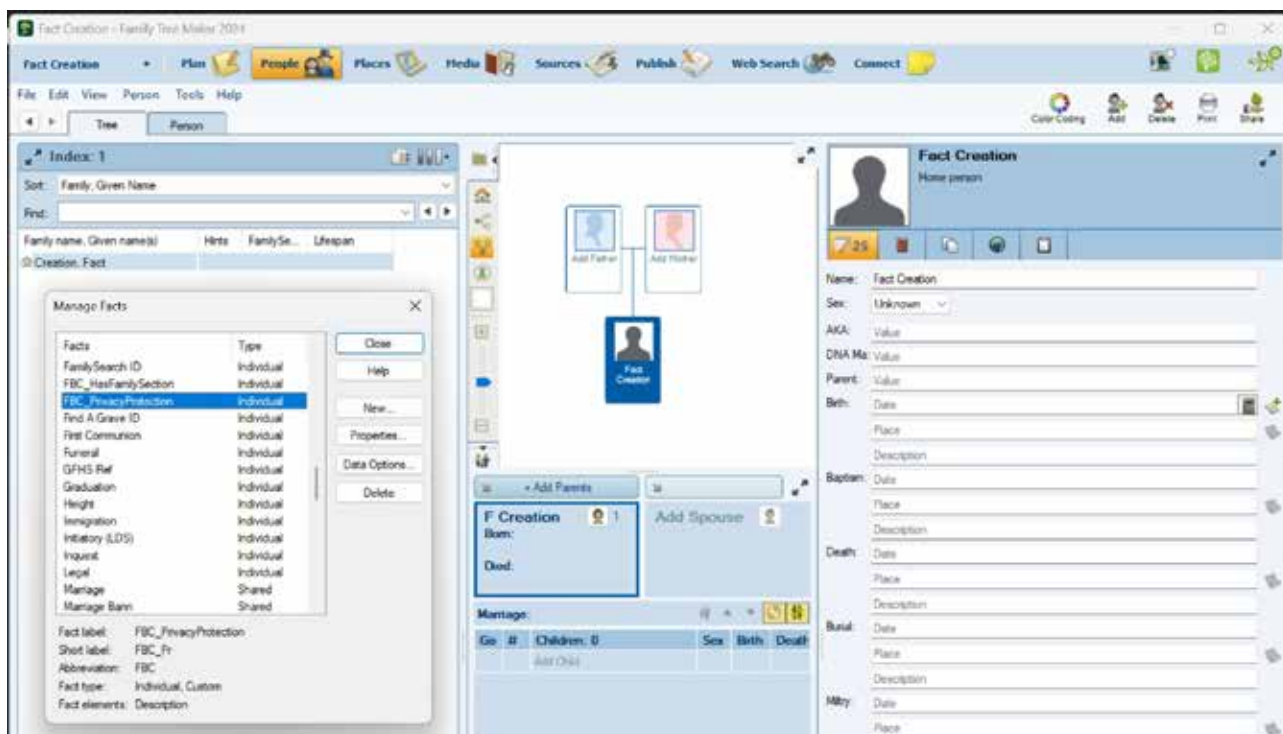 Fact Creation - Family Tree Maker 2024
Fact Creation Plan People Places Media Sources Publish Web Search Connect
File Edit View Person Tools Help
Color Coding Add Delete Print Share
Tree Person
Index: 1
Sort: Family, Given Name
Find:
Family name, Given name(s) Hints FamilySe... Lifespan
Creation, Fact
Manage Facts
Facts Type
FamilySearch ID Individual
FBC_HasFamilySection Individual
FBC_PrivacyProtection Individual
Find A Grave ID Individual
First Communion Individual
Funeral Individual
GFHS Ref Individual
Graduation Individual
Height Individual
Immigration Individual
Initiatory (LDS) Individual
Inquest Individual
Legal Individual
Marriage Shared
Marriage Bann Shared
Close
Help
New...
Properties...
Data Options...
Delete
Fact label: FBC_PrivacyProtection
Short label: FBC_Pr
Abbreviation: FBC
Fact type: Individual, Custom
Fact elements: Description
Add Father Add Mother
Fact
Creation
+ Add Parents
F Creation 1 Add Spouse
Born:
Died:
Marriage:
Go # Children: 0 Sex Birth Death
Add Child
Fact Creation
Home person
25
Name: Fact Creation
Sex: Unknown
AKA: Value
DNA Ma: Value
Parent: Value
Birth: Date
Place
Description
Baptism: Date
Place
Description
Death: Date
Place
Description
Burial: Date
Place
Description
Miltry: Date
Place